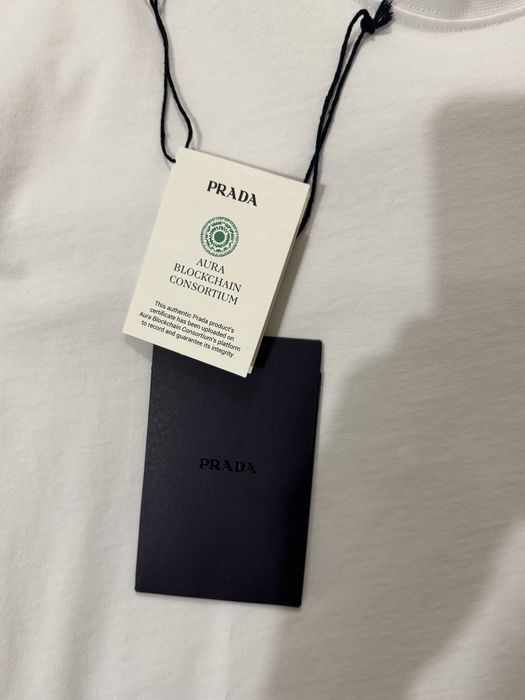 PRADA
AURA
BLOCKCHAIN
CONSORTIUM
This authentic Prada product's
certificate has been uploaded on
Aura Blockchain Consortium's platform
to record and guarantee its integrity
PRADA